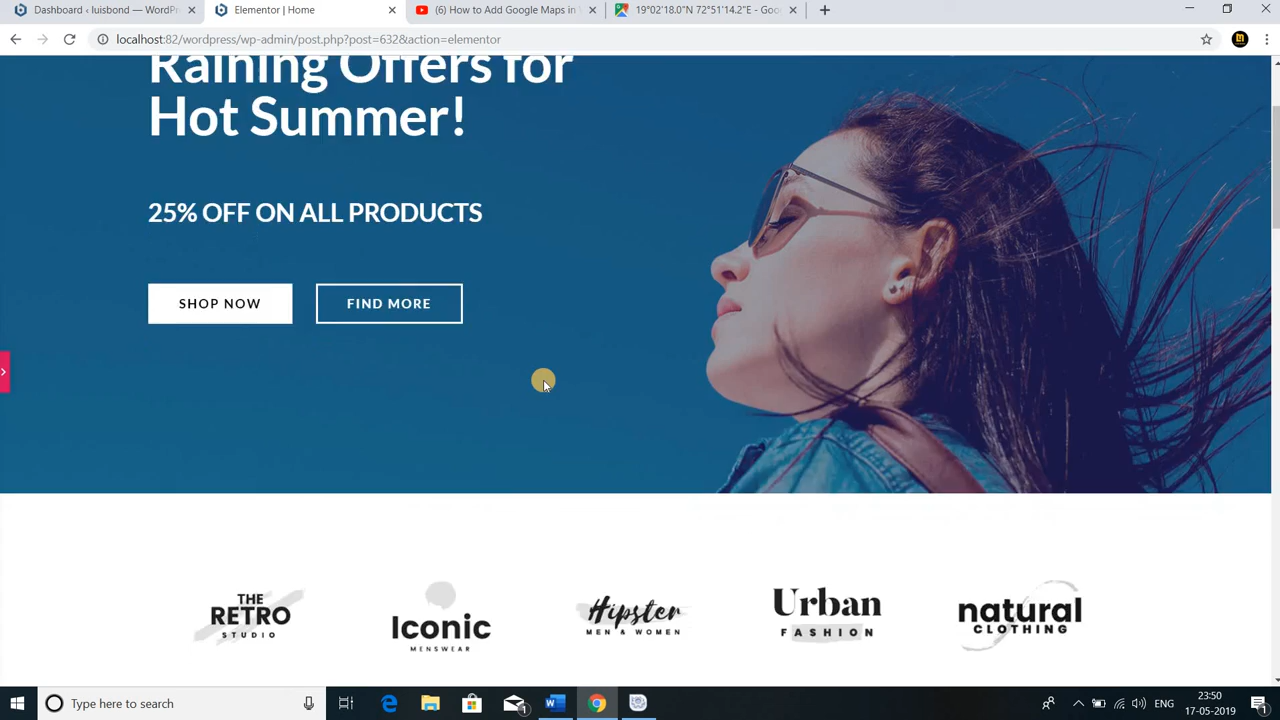 Dashboard ‹ luisbond — WordPr
Elementor | Home
(6) How to Add Google Maps in
19°02'18.0"N 72°51'14.2"E - Goo
localhost:82/wordpress/wp-admin/post.php?post=632&action=elementor
Raining Offers for
Hot Summer!
25% OFF ON ALL PRODUCTS
SHOP NOW
FIND MORE
THE
RETRO
STUDIO
Iconic
MENSWEAR
Hipster
MEN & WOMEN
Urban
FASHION
natural
CLOTHING
Type here to search
ENG
23:50
17-05-2019
1
1